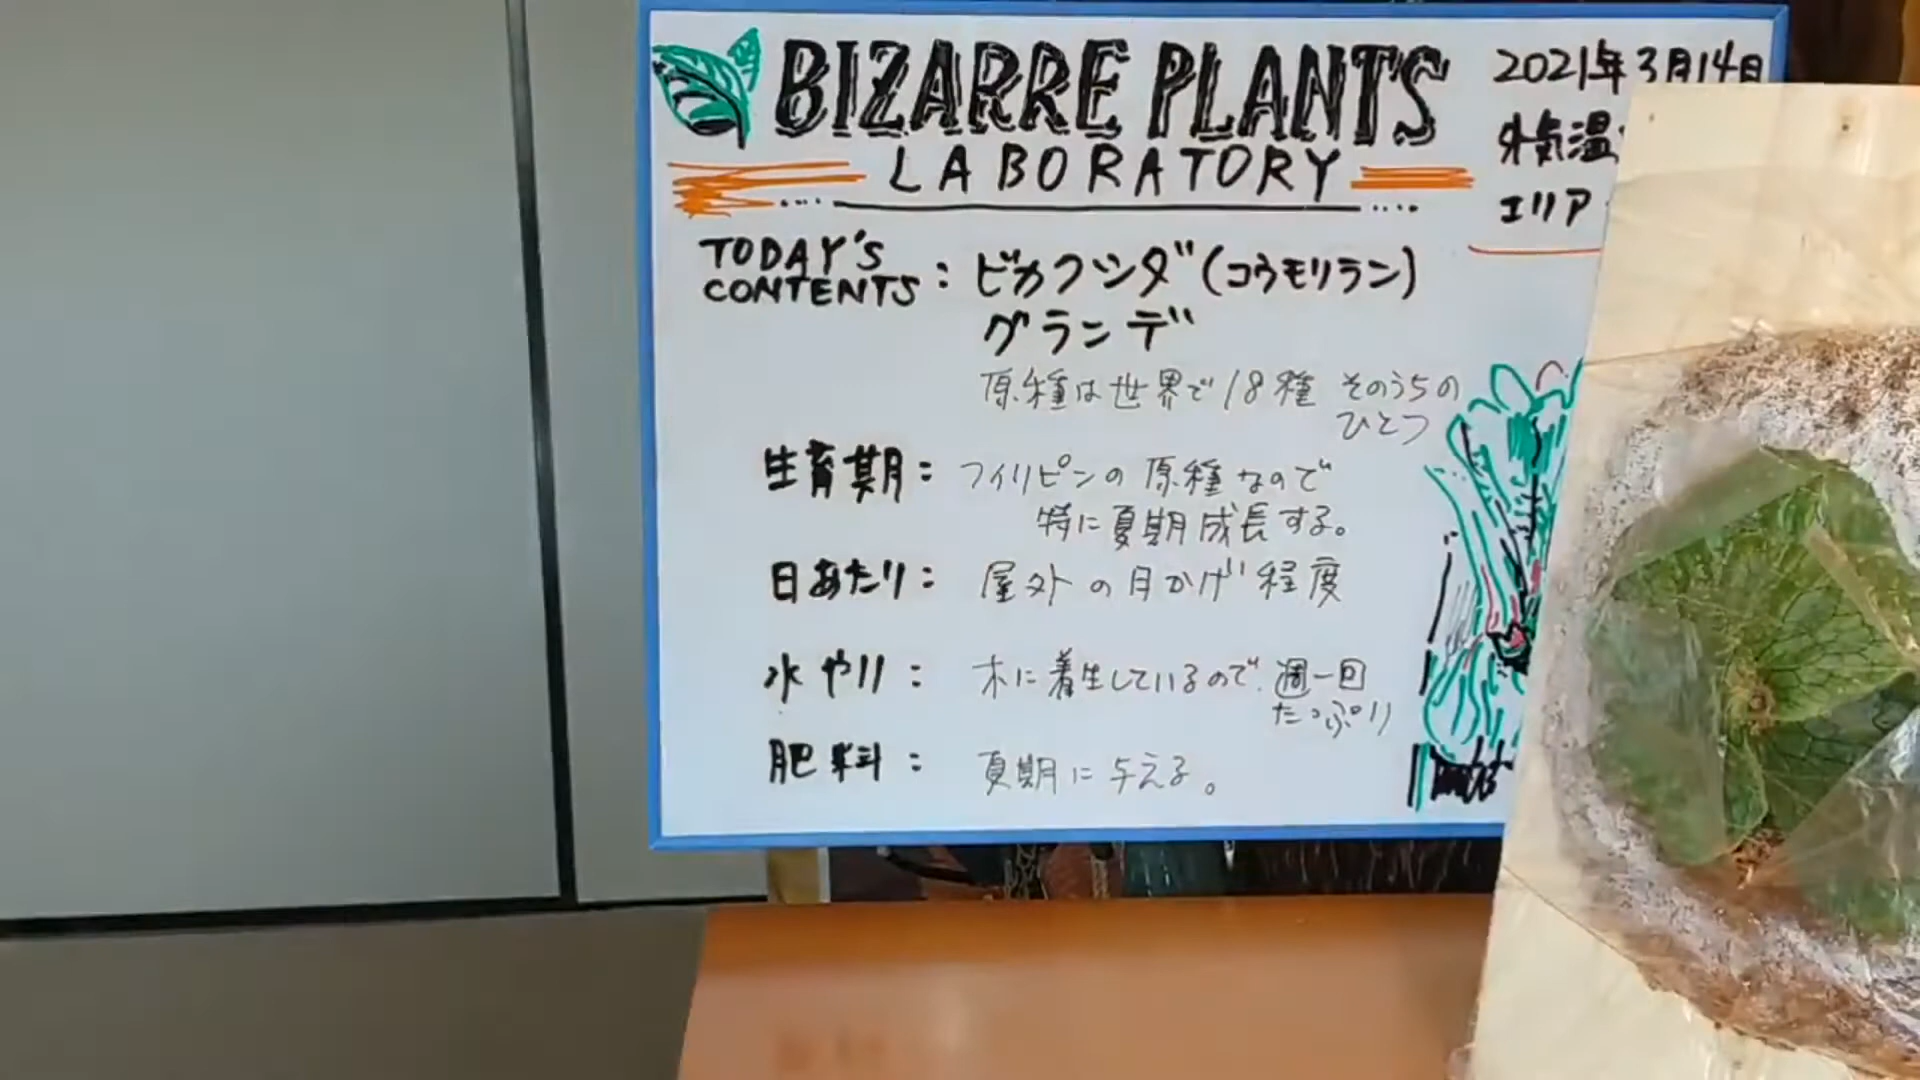 BIZARRE PLANTS
LABORATORY
2021年3月14日
外気温
エリア
TODAY'S
CONTENTS : ビカクシダ(コウモリラン)
グランデ
原種は世界で18種 そのうちの
ひとつ
生育期: フィリピンの原種なので
特に夏期成長する。
日あたり: 屋外の日かげ程度
水やり: 木に着生しているので、週一回
たっぷり
肥料: 夏期に与える。